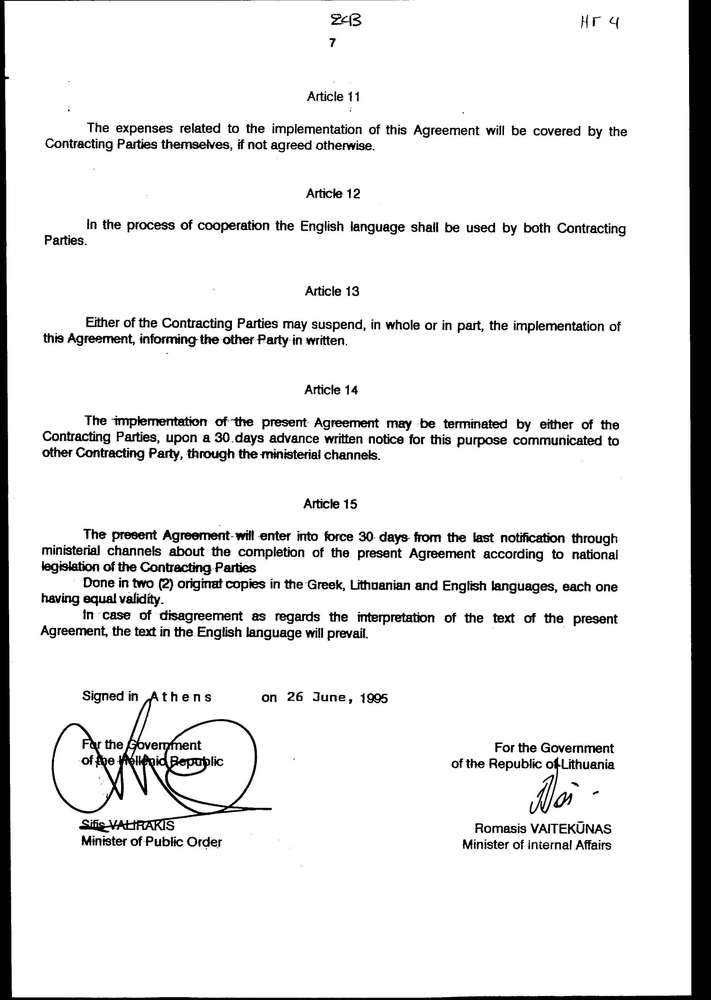 243
НГ 4
7
Article 11
The expenses related to the implementation of this Agreement will be covered by the
Contracting Parties themselves, if not agreed otherwise.
Article 12
In the process of cooperation the English language shall be used by both Contracting
Parties.
Article 13
Either of the Contracting Parties may suspend, in whole or in part, the implementation of
this Agreement, informing the other Party in written.
Article 14
The implementation of the present Agreement may be terminated by either of the
Contracting Parties, upon a 30 days advance written notice for this purpose communicated to
other Contracting Party, through the ministerial channels.
Article 15
The present Agreement will enter into force 30 days from the last notification through
ministerial channels about the completion of the present Agreement according to national
legislation of the Contracting Parties
Done in two (2) original copies in the Greek, Lithuanian and English languages, each one
having equal validity.
In case of disagreement as regards the interpretation of the text of the present
Agreement, the text in the English language will prevail.
Signed in Athens on 26 June, 1995
For the Government
of the Hellenic Republic
Sifis VALIRAKIS
Minister of Public Order
For the Government
of the Republic of Lithuania
Romasis VAITEKŪNAS
Minister of Internal Affairs